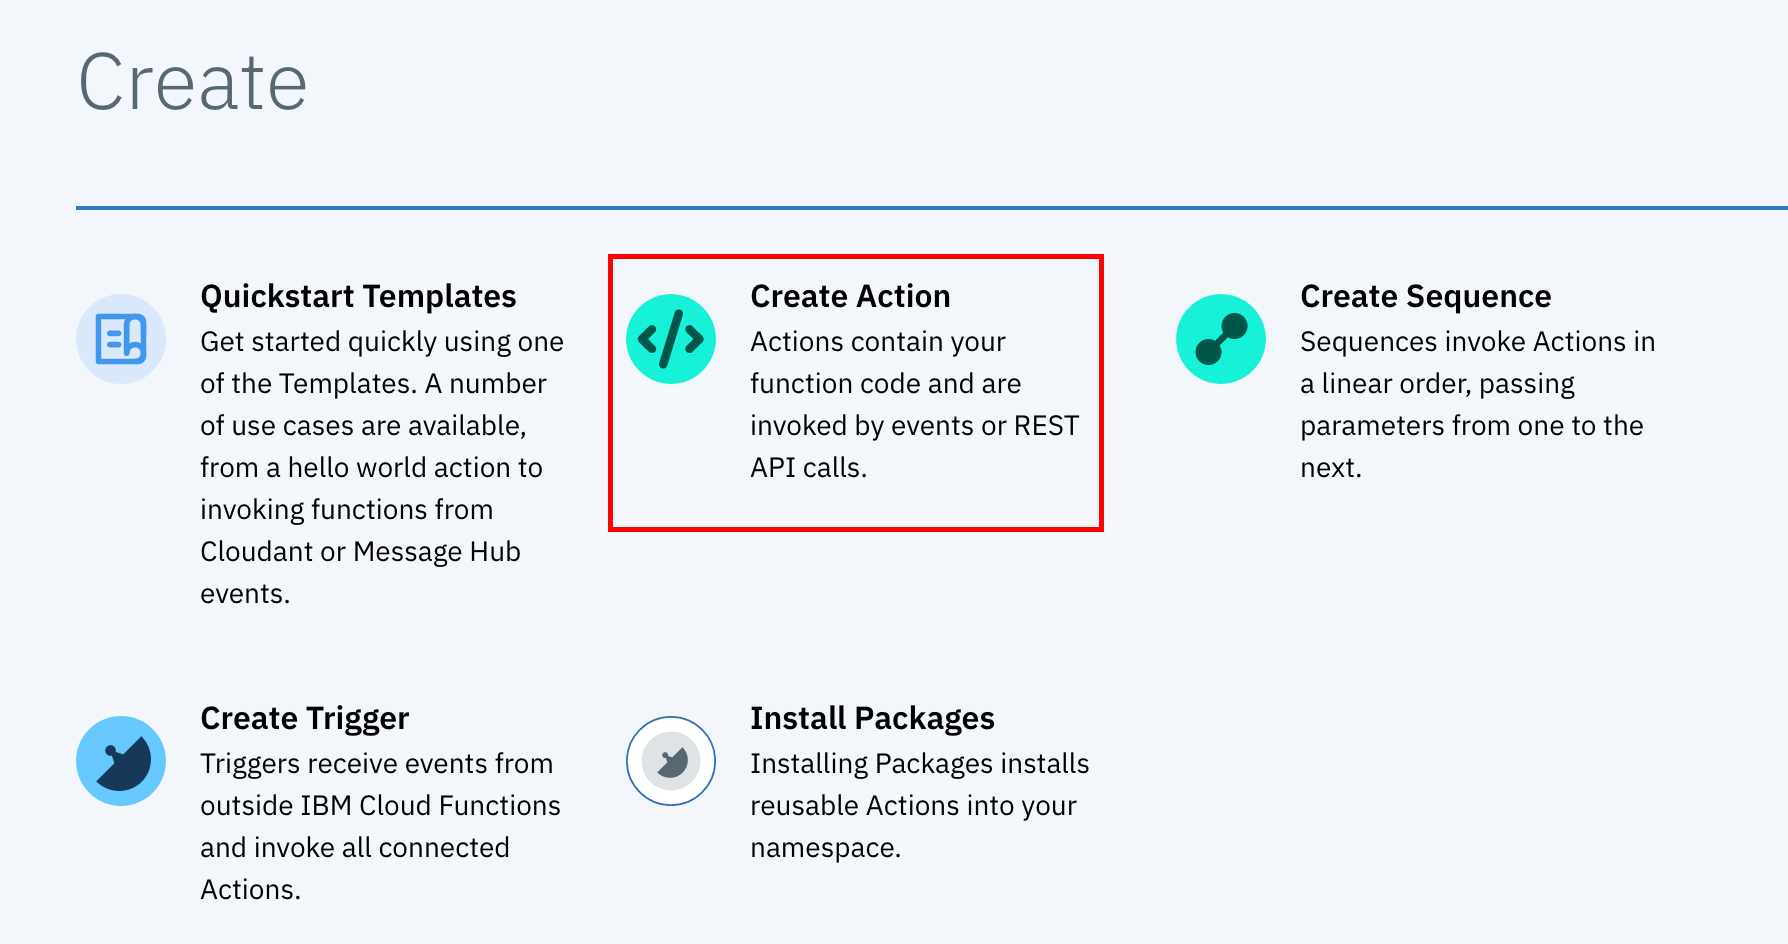 Create
Quickstart Templates
Get started quickly using one
of the Templates. A number
of use cases are available,
from a hello world action to
invoking functions from
Cloudant or Message Hub
events.
Create Action
Actions contain your
function code and are
invoked by events or REST
API calls.
Create Sequence
Sequences invoke Actions in
a linear order, passing
parameters from one to the
next.
Create Trigger
Triggers receive events from
outside IBM Cloud Functions
and invoke all connected
Actions.
Install Packages
Installing Packages installs
reusable Actions into your
namespace.